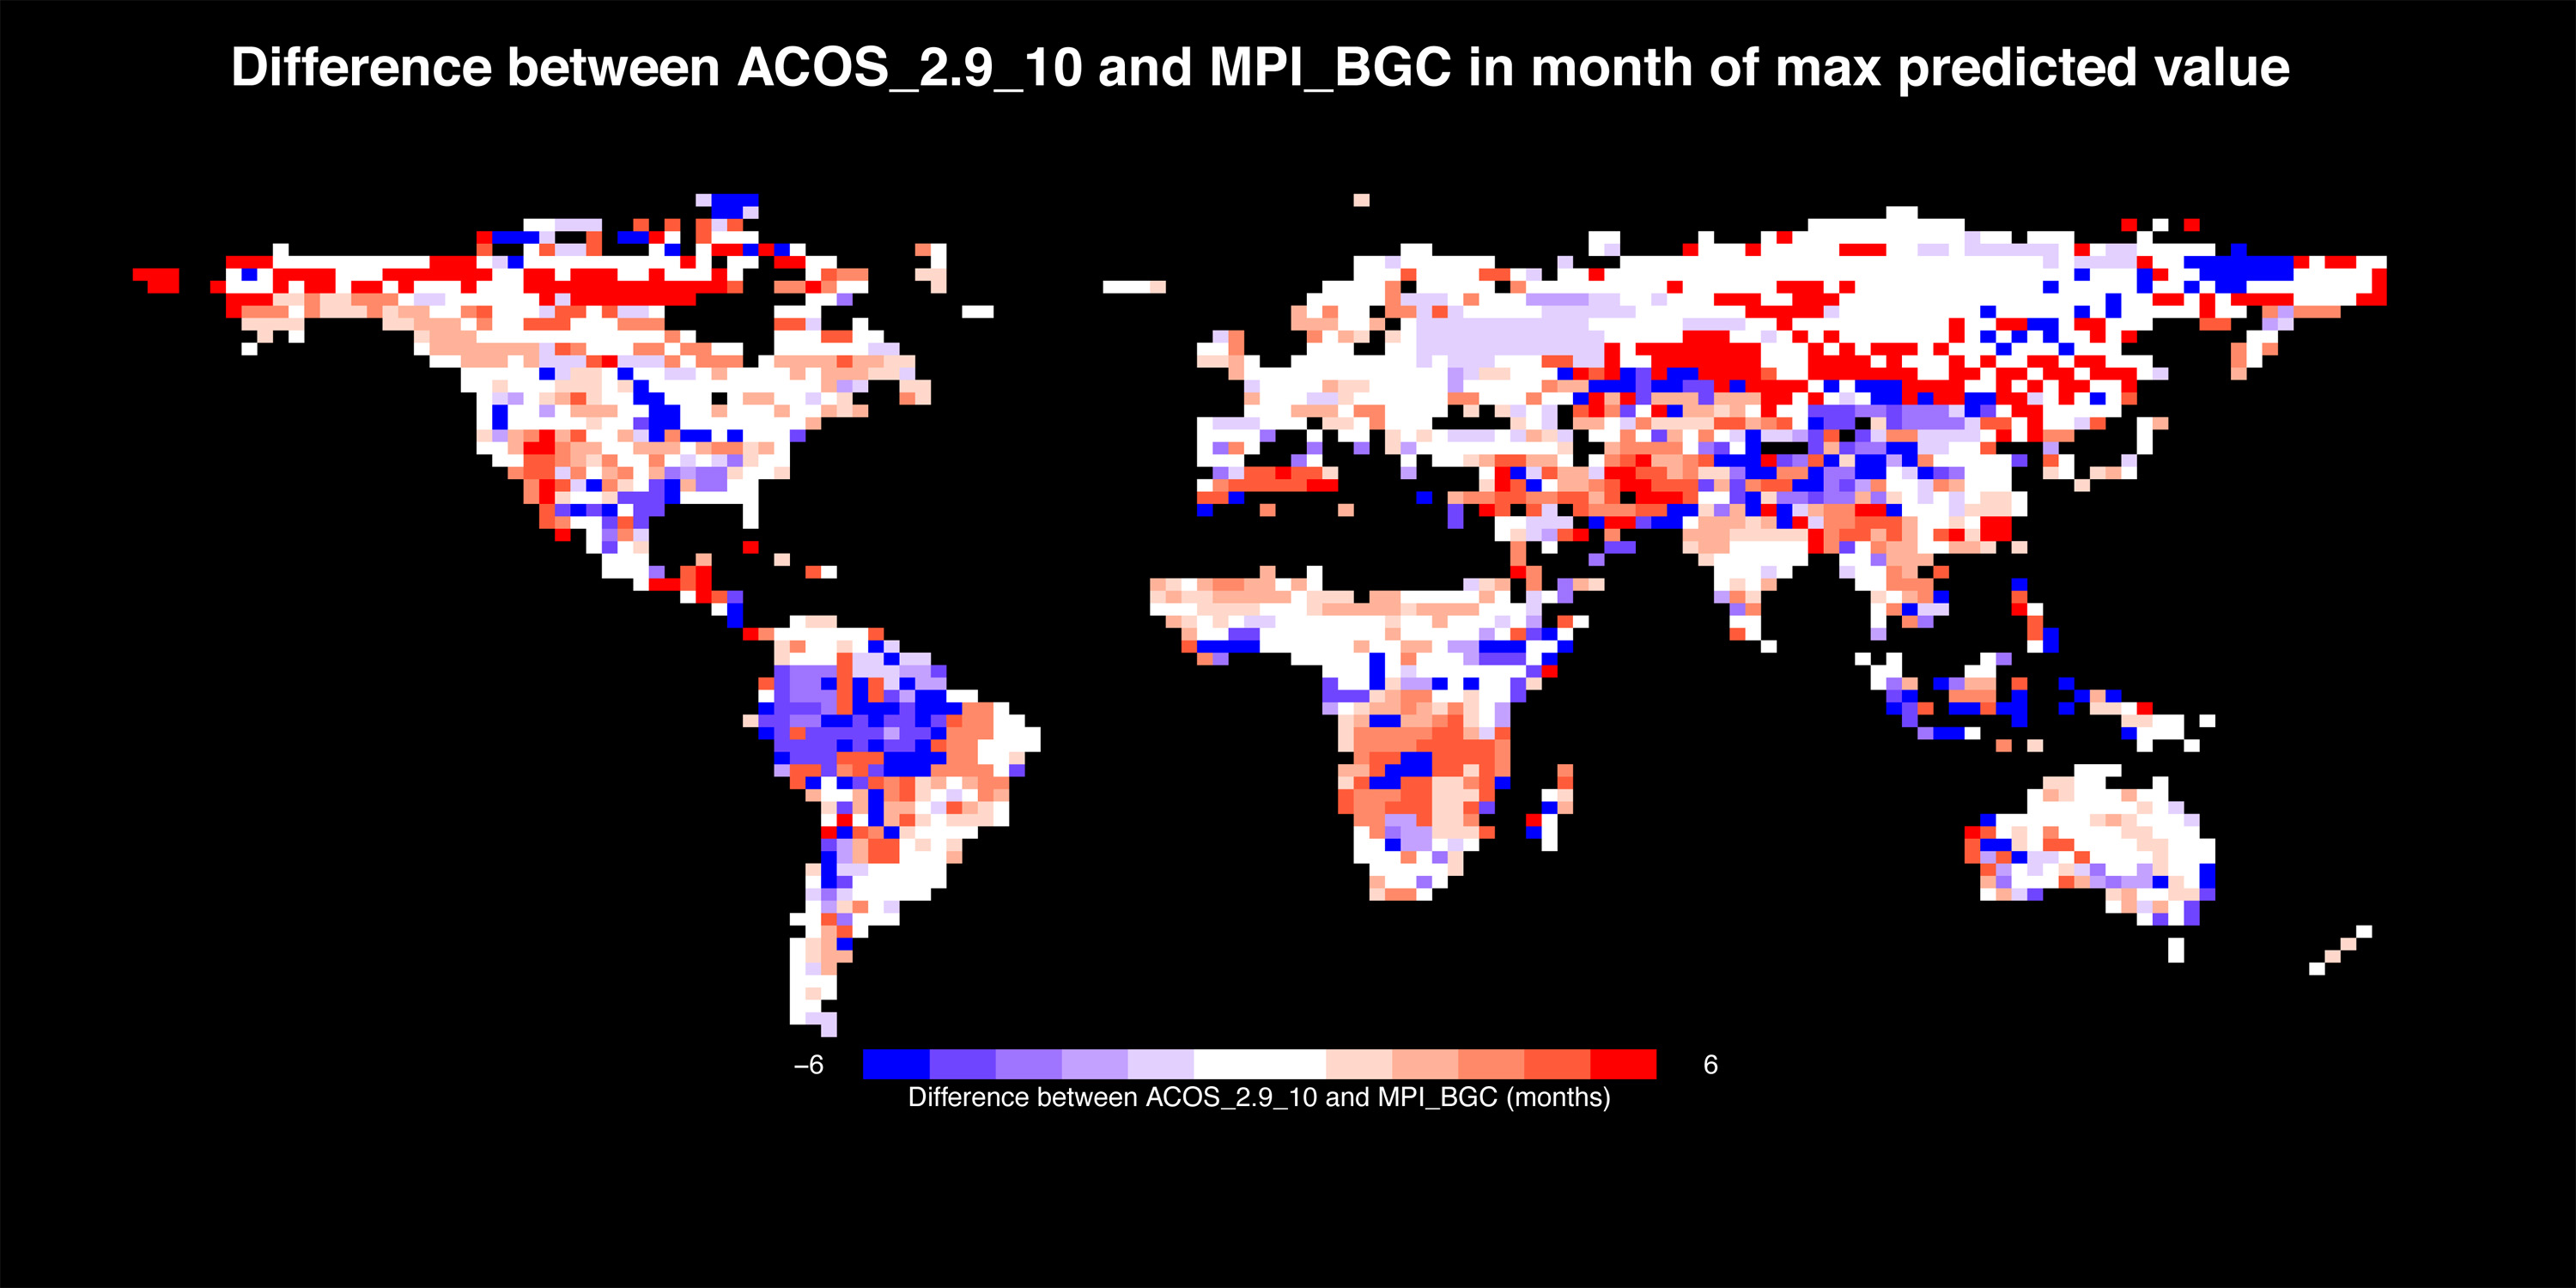 Difference between ACOS_2.9_10 and MPI_BGC in month of max predicted value
−6 6
Difference between ACOS_2.9_10 and MPI_BGC (months)